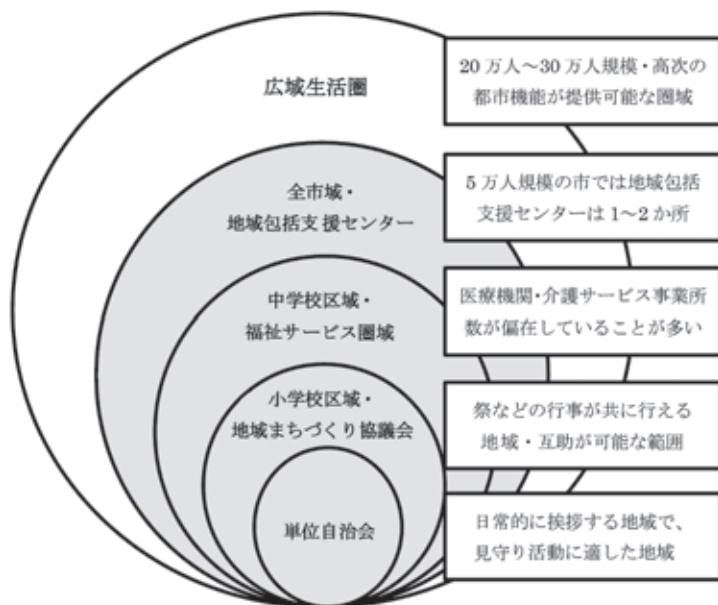 広域生活圏
20万人～30万人規模・高次の
都市機能が提供可能な圏域
全市域・
地域包括支援センター
5万人規模の市では地域包括
支援センターは1～2か所
中学校区域・
福祉サービス圏域
医療機関・介護サービス事業所
数が偏在していることが多い
小学校区域・
地域まちづくり協議会
祭などの行事が共に行える
地域・互助が可能な範囲
単位自治会
日常的に挨拶する地域で、
見守り活動に適した地域